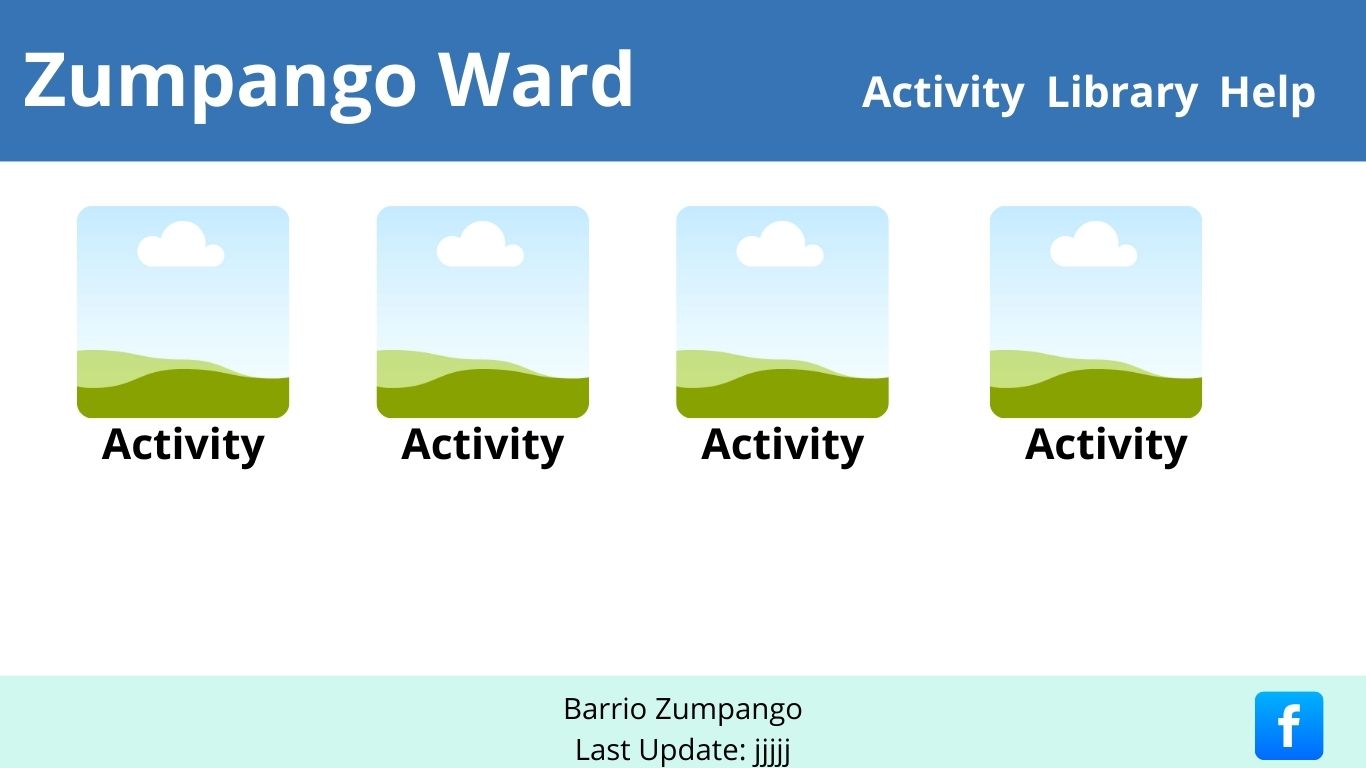 Zumpango Ward
Activity Library Help
Activity Activity Activity Activity
Barrio Zumpango
Last Update: jjjjj
f